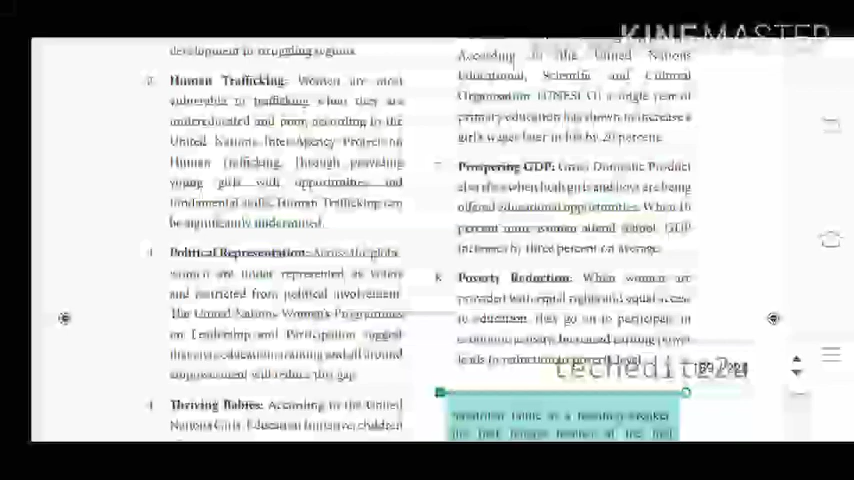 KINEMASTER
development in struggling regions.
2. Human Trafficking: Women are most
vulnerable to trafficking when they are
undereducated and poor, according to the
United Nations Inter-Agency Project on
Human Trafficking. Through providing
young girls with opportunities and
fundamental skills, Human Trafficking can
be significantly undermined.
3. Political Representation: Across the globe,
women are under represented as voters
and restricted from political involvement.
The United Nations Women's Programmes
on Leadership and Participation suggest
that civic education, training and all around
empowerment will reduce this gap.
4. Thriving Babies: According to the United
Nations Girls' Education Initiative, children
According to the United Nations
Educational, Scientific and Cultural
Organisation (UNESCO) a single year of
primary education has shown to increase a
girl's wages later in life by 20 percent.
7. Prospering GDP: Gross Domestic Product
also rises when both girls and boys are being
offered educational opportunities. When 10
percent more women attend school, GDP
increases by three percent on average.
8. Poverty Reduction: When women are
provided with equal rights and equal access
to education, they go on to participate in
economic activity. Increased earning power
leads to reduction in poverty level.
techedit